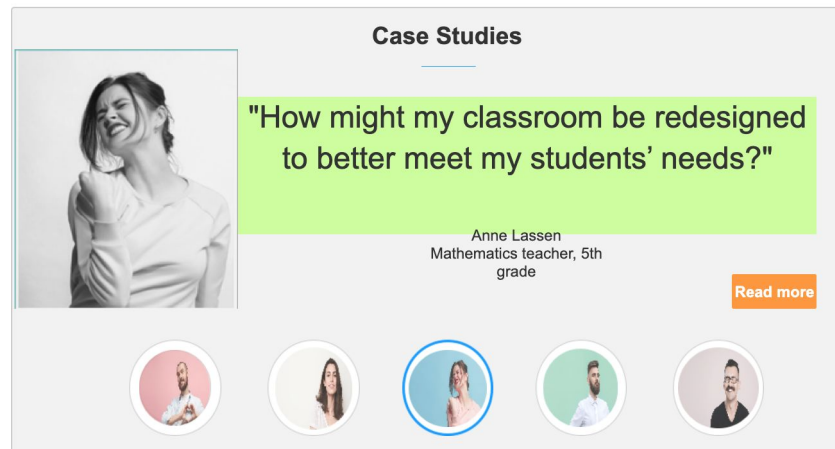 Case Studies
"How might my classroom be redesigned
to better meet my students’ needs?"
Anne Lassen
Mathematics teacher, 5th
grade
Read more